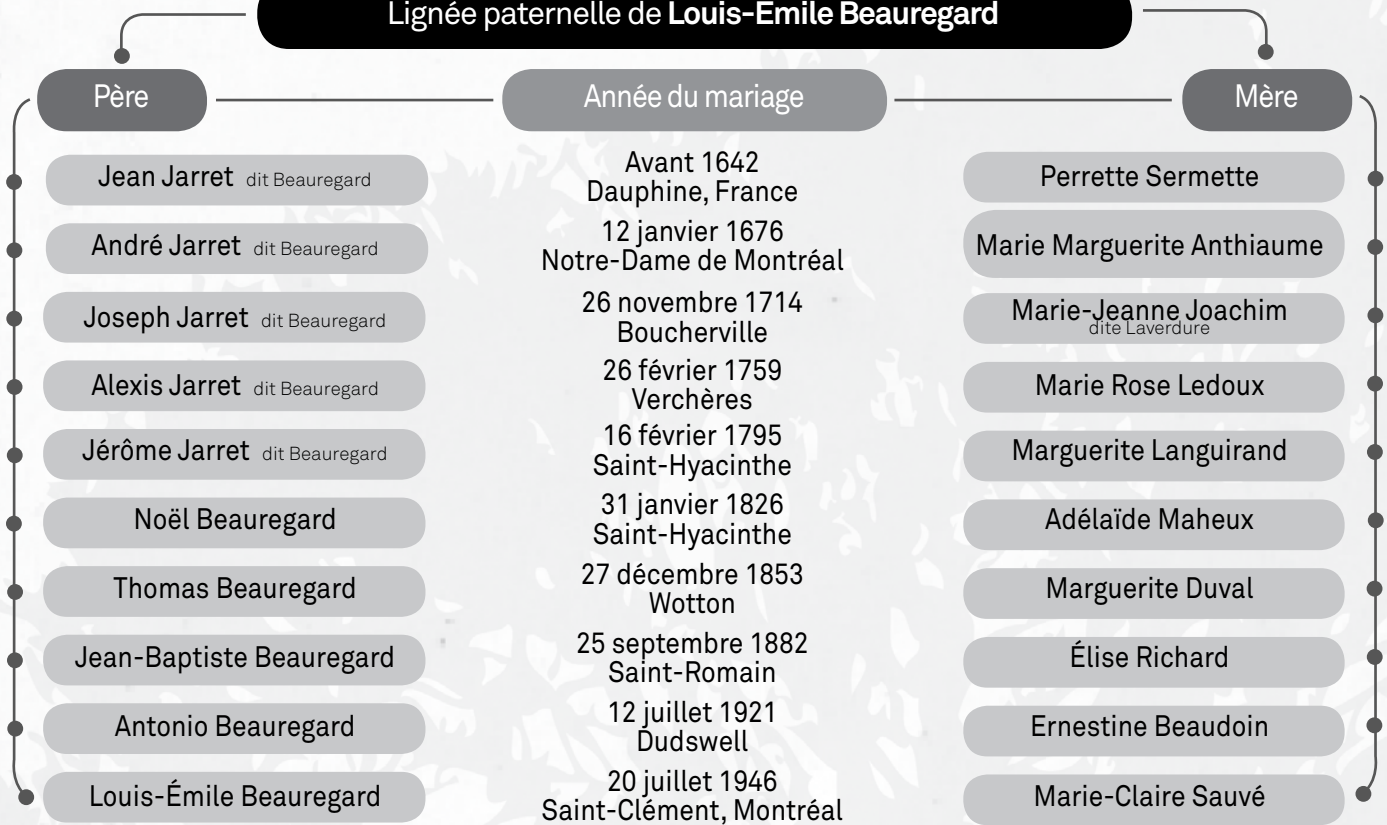 Lignée paternelle de Louis-Émile Beauregard
Père Année du mariage Mère
Jean Jarret dit Beauregard
Avant 1642
Dauphine, France
Perrette Sermette
André Jarret dit Beauregard
12 janvier 1676
Notre-Dame de Montréal
Marie Marguerite Anthiaume
Joseph Jarret dit Beauregard
26 novembre 1714
Boucherville
Marie-Jeanne Joachim
dite Laverdure
Alexis Jarret dit Beauregard
26 février 1759
Verchères
Marie Rose Ledoux
Jérôme Jarret dit Beauregard
16 février 1795
Saint-Hyacinthe
Marguerite Languirand
Noël Beauregard
31 janvier 1826
Saint-Hyacinthe
Adélaïde Maheux
Thomas Beauregard
27 décembre 1853
Wotton
Marguerite Duval
Jean-Baptiste Beauregard
25 septembre 1882
Saint-Romain
Élise Richard
Antonio Beauregard
12 juillet 1921
Dudswell
Ernestine Beaudoin
Louis-Émile Beauregard
20 juillet 1946
Saint-Clément, Montréal
Marie-Claire Sauvé